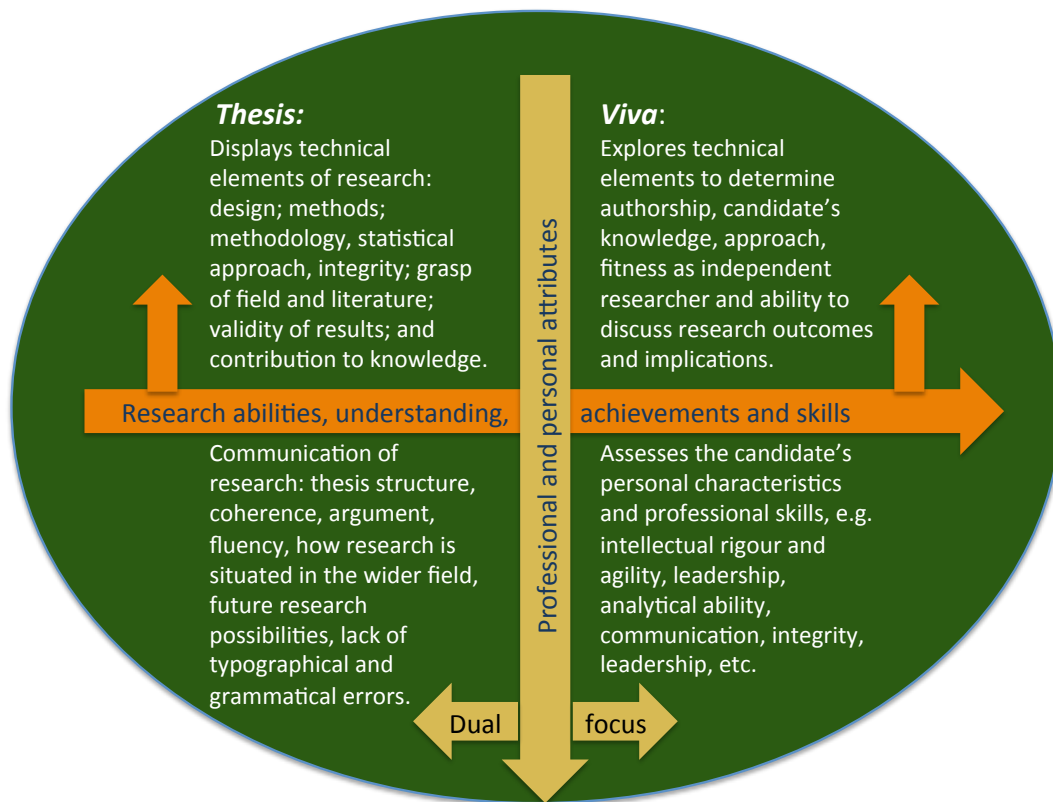 Thesis:
Displays technical
elements of research:
design; methods;
methodology, statistical
approach, integrity; grasp
of field and literature;
validity of results; and
contribution to knowledge.
Viva:
Explores technical
elements to determine
authorship, candidate’s
knowledge, approach,
fitness as independent
researcher and ability to
discuss research outcomes
and implications.
Professional and personal attributes
Research abilities, understanding, achievements and skills
Communication of
research: thesis structure,
coherence, argument,
fluency, how research is
situated in the wider field,
future research
possibilities, lack of
typographical and
grammatical errors.
Assesses the candidate’s
personal characteristics
and professional skills, e.g.
intellectual rigour and
agility, leadership,
analytical ability,
communication, integrity,
leadership, etc.
Dual focus